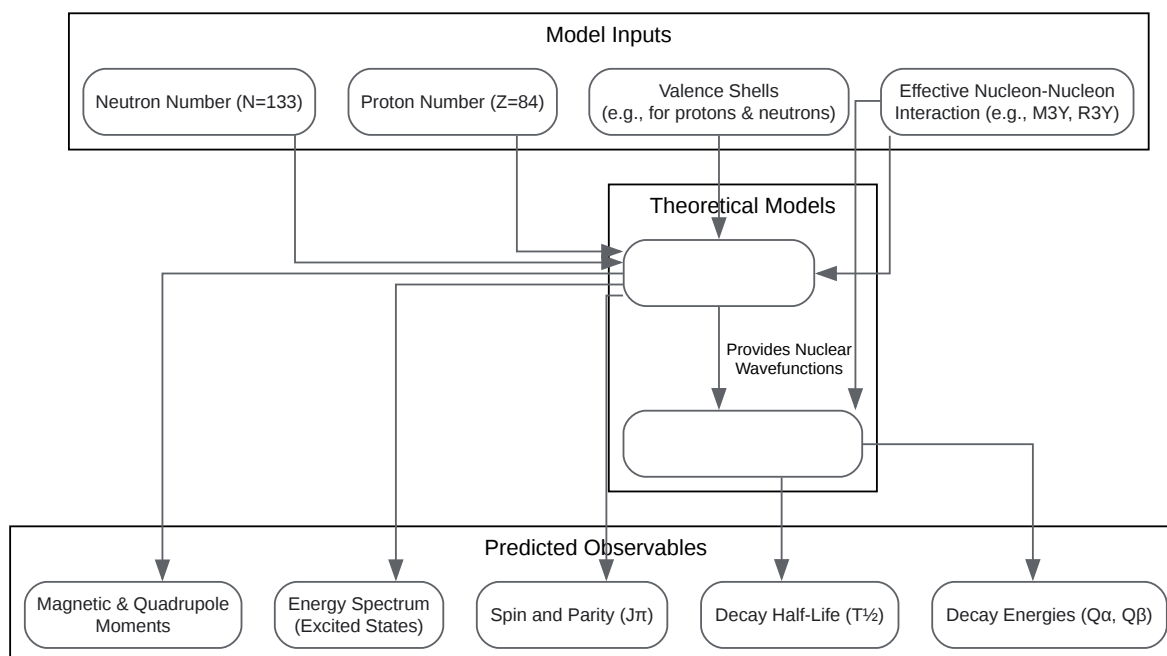 Model Inputs
Neutron Number (N=133)
Proton Number (Z=84)
Valence Shells
(e.g., for protons & neutrons)
Effective Nucleon-Nucleon
Interaction (e.g., M3Y, R3Y)
Theoretical Models
Provides Nuclear
Wavefunctions
Predicted Observables
Magnetic & Quadrupole
Moments
Energy Spectrum
(Excited States)
Spin and Parity (Jπ)
Decay Half-Life (T½)
Decay Energies (Qα, Qβ)